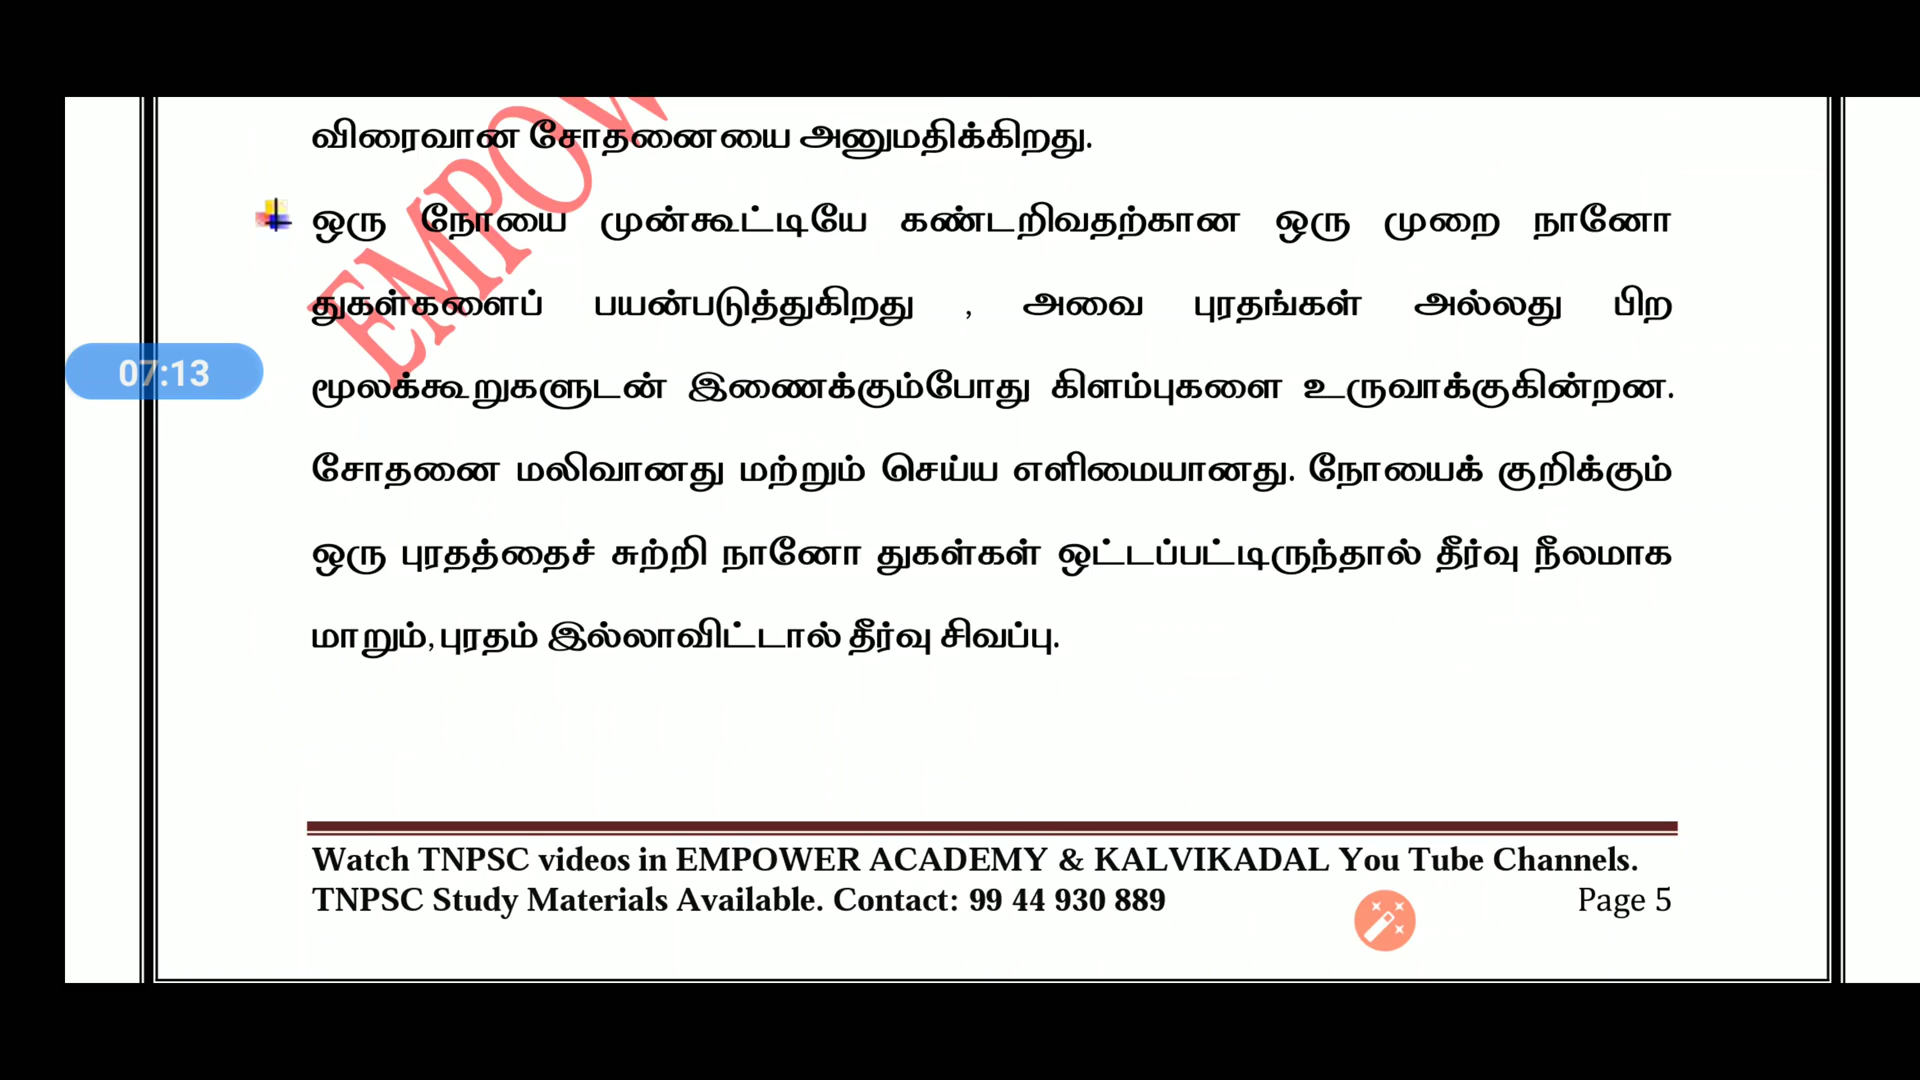 விரைவான சோதனையை அனுமதிக்கிறது.
ஒரு நோயை முன்கூட்டியே கண்டறிவதற்கான ஒரு முறை நானோ
துகள்களைப் பயன்படுத்துகிறது , அவை புரதங்கள் அல்லது பிற
மூலக்கூறுகளுடன் இணைக்கும்போது கிளம்புகளை உருவாக்குகின்றன.
சோதனை மலிவானது மற்றும் செய்ய எளிமையானது. நோயைக் குறிக்கும்
ஒரு புரதத்தைச் சுற்றி நானோ துகள்கள் ஒட்டப்பட்டிருந்தால் தீர்வு நீலமாக
மாறும், புரதம் இல்லாவிட்டால் தீர்வு சிவப்பு.
EMPOW
07:13
Watch TNPSC videos in EMPOWER ACADEMY & KALVIKADAL You Tube Channels.
TNPSC Study Materials Available. Contact: 99 44 930 889 Page 5